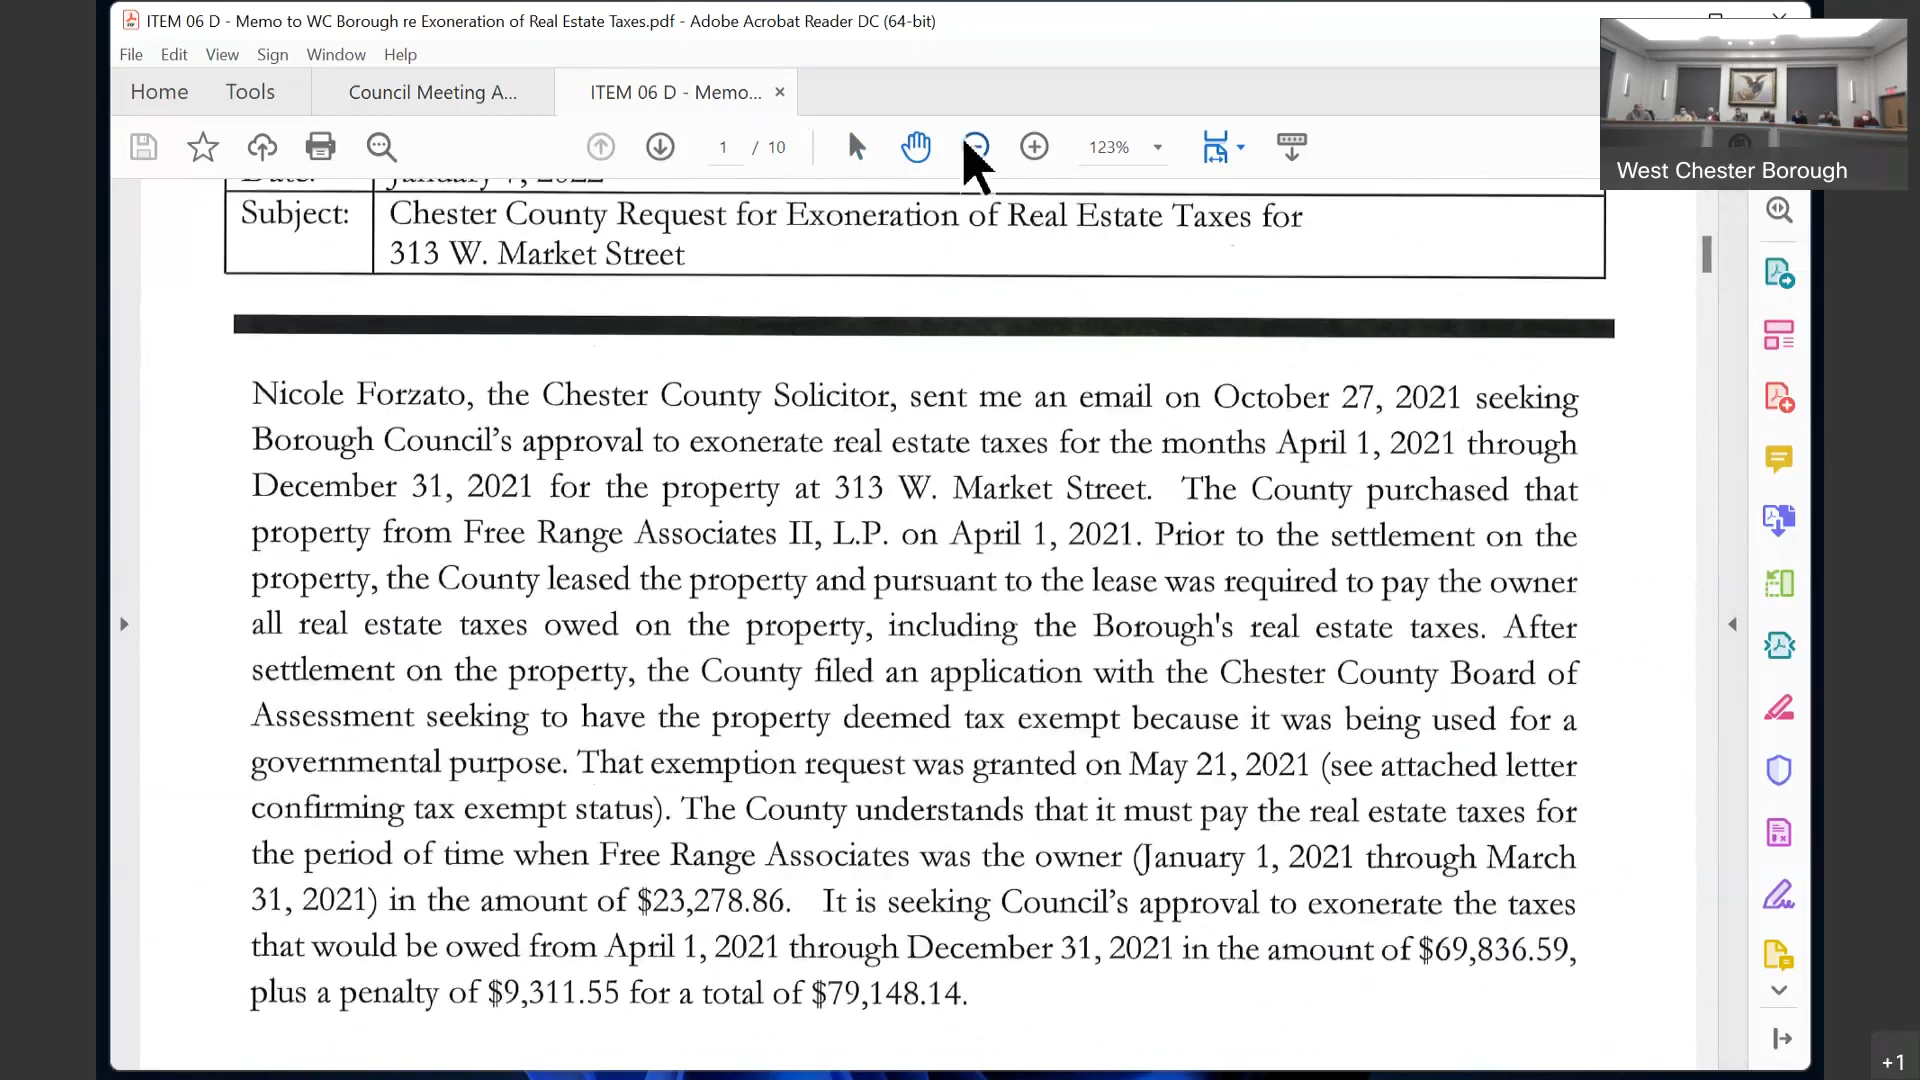 ITEM 06 D - Memo to WC Borough re Exoneration of Real Estate Taxes.pdf - Adobe Acrobat Reader DC (64-bit)
File Edit View Window Help
Home Tools Council Meeting A... ITEM 06 D - Memo... ×
1 / 10 123%
West Chester Borough
Date: January 7, 2022
Subject: Chester County Request for Exoneration of Real Estate Taxes for
313 W. Market Street
Nicole Forzato, the Chester County Solicitor, sent me an email on October 27, 2021 seeking
Borough Council’s approval to exonerate real estate taxes for the months April 1, 2021 through
December 31, 2021 for the property at 313 W. Market Street. The County purchased that
property from Free Range Associates II, L.P. on April 1, 2021. Prior to the settlement on the
property, the County leased the property and pursuant to the lease was required to pay the owner
all real estate taxes owed on the property, including the Borough's real estate taxes. After
settlement on the property, the County filed an application with the Chester County Board of
Assessment seeking to have the property deemed tax exempt because it was being used for a
governmental purpose. That exemption request was granted on May 21, 2021 (see attached letter
confirming tax exempt status). The County understands that it must pay the real estate taxes for
the period of time when Free Range Associates was the owner (January 1, 2021 through March
31, 2021) in the amount of $23,278.86. It is seeking Council’s approval to exonerate the taxes
that would be owed from April 1, 2021 through December 31, 2021 in the amount of $69,836.59,
plus a penalty of $9,311.55 for a total of $79,148.14.
+1